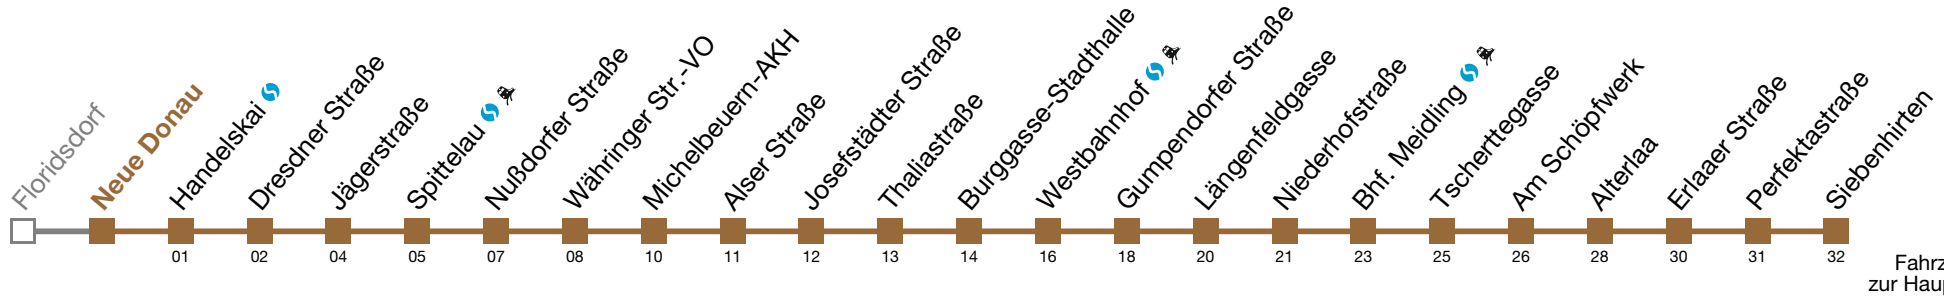 Floridsdorf
Neue Donau
Handelskai
Dresdner Straße
Jägerstraße
Spittelau
Nußdorfer Straße
Währinger Str.-VO
Michelbeuern-AKH
Alser Straße
Josefstädter Straße
Thaliastraße
Burggasse-Stadthalle
Westbahnhof
Gumpendorfer Straße
Längenfeldgasse
Niederhofstraße
Bhf. Meidling
Tscherttegasse
Am Schöpfwerk
Alterlaa
Erlaaer Straße
Perfektastraße
Siebenhirten
01 02 04 05 07 08 10 11 12 13 14 16 18 20 21 23 25 26 28 30 31 32
Fahrz
zur Haup